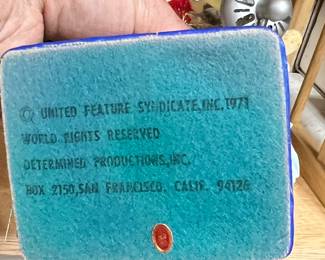 © UNITED FEATURE SYNDICATE, INC. 1971
WORLD RIGHTS RESERVED
DETERMINED PRODUCTIONS, INC.
BOX 2150, SAN FRANCISCO, CALIF. 94126